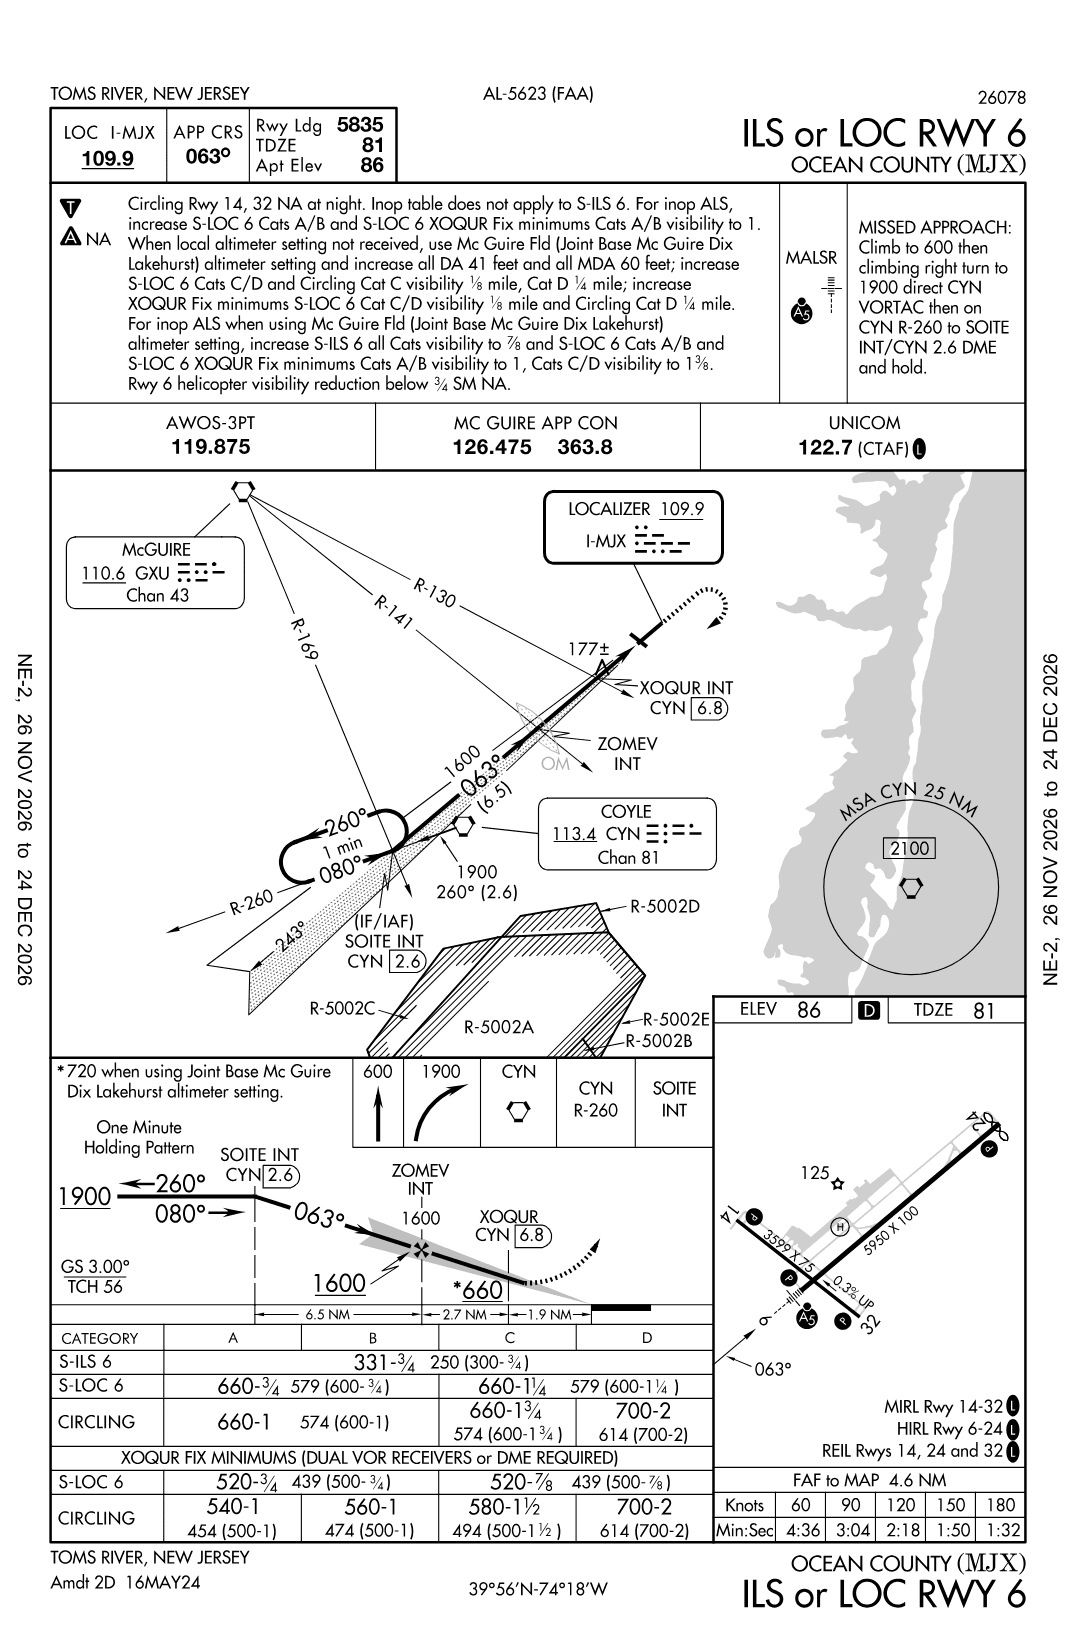 TOMS RIVER, NEW JERSEY
AL-5623 (FAA)
26078
LOC I-MJX
109.9
APP CRS
063°
Rwy Ldg 5835
TDZE 81
Apt Elev 86
ILS or LOC RWY 6
OCEAN COUNTY (MJX)
T
A NA
Circling Rwy 14, 32 NA at night. Inop table does not apply to S-ILS 6. For inop ALS,
increase S-LOC 6 Cats A/B and S-LOC 6 XOQUR Fix minimums Cats A/B visibility to 1.
When local altimeter setting not received, use Mc Guire Fld (Joint Base Mc Guire Dix
Lakehurst) altimeter setting and increase all DA 41 feet and all MDA 60 feet; increase
S-LOC 6 Cats C/D and Circling Cat C visibility ⅛ mile, Cat D ¼ mile; increase
XOQUR Fix minimums S-LOC 6 Cat C/D visibility ⅛ mile and Circling Cat D ¼ mile.
For inop ALS when using Mc Guire Fld (Joint Base Mc Guire Dix Lakehurst)
altimeter setting, increase S-ILS 6 all Cats visibility to ⅞ and S-LOC 6 Cats A/B and
S-LOC 6 XOQUR Fix minimums Cats A/B visibility to 1, Cats C/D visibility to 1⅜.
Rwy 6 helicopter visibility reduction below ¾ SM NA.
MALSR
A5
MISSED APPROACH:
Climb to 600 then
climbing right turn to
1900 direct CYN
VORTAC then on
CYN R-260 to SOITE
INT/CYN 2.6 DME
and hold.
AWOS-3PT
119.875
MC GUIRE APP CON
126.475 363.8
UNICOM
122.7 (CTAF) L
LOCALIZER 109.9
I-MJX
McGUIRE
110.6 GXU
Chan 43
R-130
R-141
R-169
177±
XOQUR INT
CYN 6.8
ZOMEV
INT
OM
1600
063°
(6.5)
COYLE
113.4 CYN
Chan 81
260°
1 min
080°
1900
260° (2.6)
R-260
243°
(IF/IAF)
SOITE INT
CYN 2.6
R-5002D
R-5002C
R-5002A
R-5002E
R-5002B
MSA CYN 25 NM
2100
NE-2, 26 NOV 2026 to 24 DEC 2026
NE-2, 26 NOV 2026 to 24 DEC 2026
ELEV 86
D
TDZE 81
*720 when using Joint Base Mc Guire
Dix Lakehurst altimeter setting.
600
1900
CYN
CYN
R-260
SOITE
INT
One Minute
Holding Pattern
SOITE INT
CYN 2.6
1900
260°
080°
063°
ZOMEV
INT
1600
XOQUR
CYN 6.8
GS 3.00°
TCH 56
1600
*660
6.5 NM
2.7 NM
1.9 NM
CATEGORY A B C D
S-ILS 6 331-¾ 250 (300-¾)
S-LOC 6 660-¾ 579 (600-¾) 660-1¼ 579 (600-1¼)
CIRCLING 660-1 574 (600-1) 660-1¾ 574 (600-1¾) 700-2 614 (700-2)
XOQUR FIX MINIMUMS (DUAL VOR RECEIVERS or DME REQUIRED)
S-LOC 6 520-¾ 439 (500-¾) 520-⅞ 439 (500-⅞)
CIRCLING 540-1 454 (500-1) 560-1 474 (500-1) 580-1½ 494 (500-1½) 700-2 614 (700-2)
24
P
125
14
P
H
5950 X 100
3599 X 75
P
0.3% UP
A5
P
6
32
063°
MIRL Rwy 14-32 L
HIRL Rwy 6-24 L
REIL Rwys 14, 24 and 32 L
FAF to MAP 4.6 NM
Knots 60 90 120 150 180
Min:Sec 4:36 3:04 2:18 1:50 1:32
TOMS RIVER, NEW JERSEY
Amdt 2D 16MAY24
39°56'N-74°18'W
OCEAN COUNTY (MJX)
ILS or LOC RWY 6